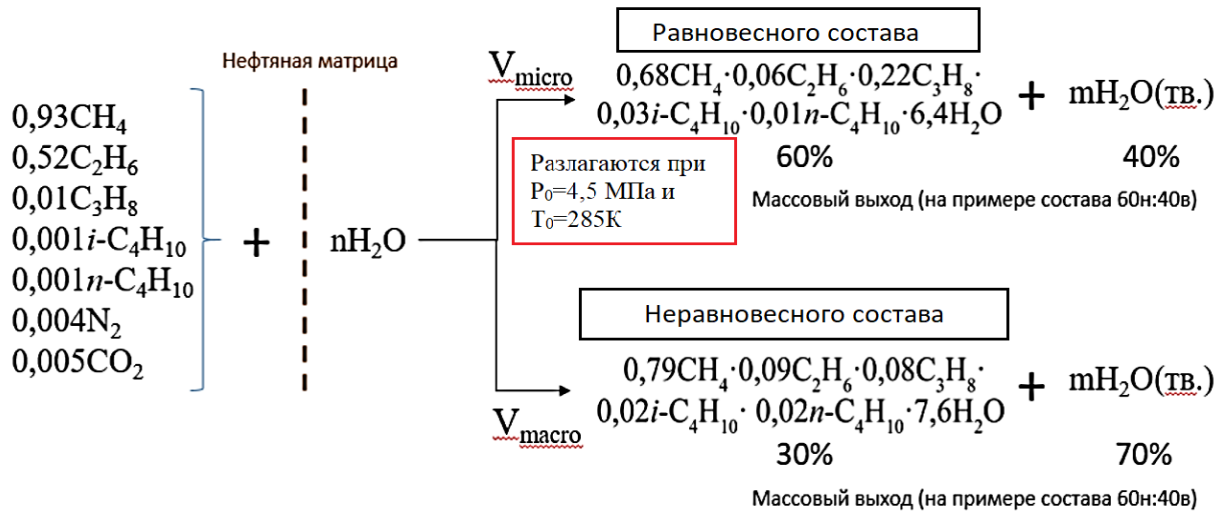 Нефтяная матрица
0,93CH₄
0,52C₂H₆
0,01C₃H₈
0,001i-C₄H₁₀
0,001n-C₄H₁₀
0,004N₂
0,005CO₂
+
nH₂O
V micro
Разлагаются при
P₀=4,5 МПа и
T₀=285К
Равновесного состава
0,68CH₄·0,06C₂H₆·0,22C₃H₈·
0,03i-C₄H₁₀·0,01n-C₄H₁₀·6,4H₂O
+ mH₂O(тв.)
60% 40%
Массовый выход (на примере состава 60н:40в)
V macro
Неравновесного состава
0,79CH₄·0,09C₂H₆·0,08C₃H₈·
0,02i-C₄H₁₀· 0,02n-C₄H₁₀·7,6H₂O
+ mH₂O(тв.)
30% 70%
Массовый выход (на примере состава 60н:40в)